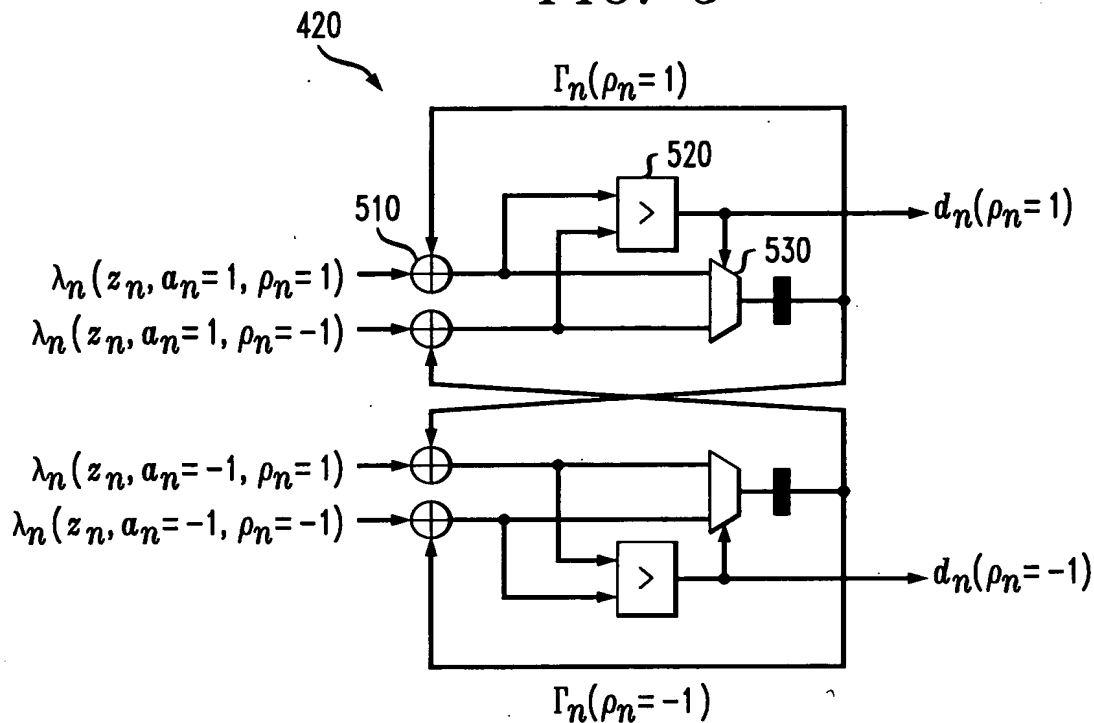 420
Γn(ρn=1)
520
>
dn(ρn=1)
510
530
λn(zn, an=1, ρn=1)
λn(zn, an=1, ρn=-1)
λn(zn, an=-1, ρn=1)
λn(zn, an=-1, ρn=-1)
>
dn(ρn=-1)
Γn(ρn=-1)